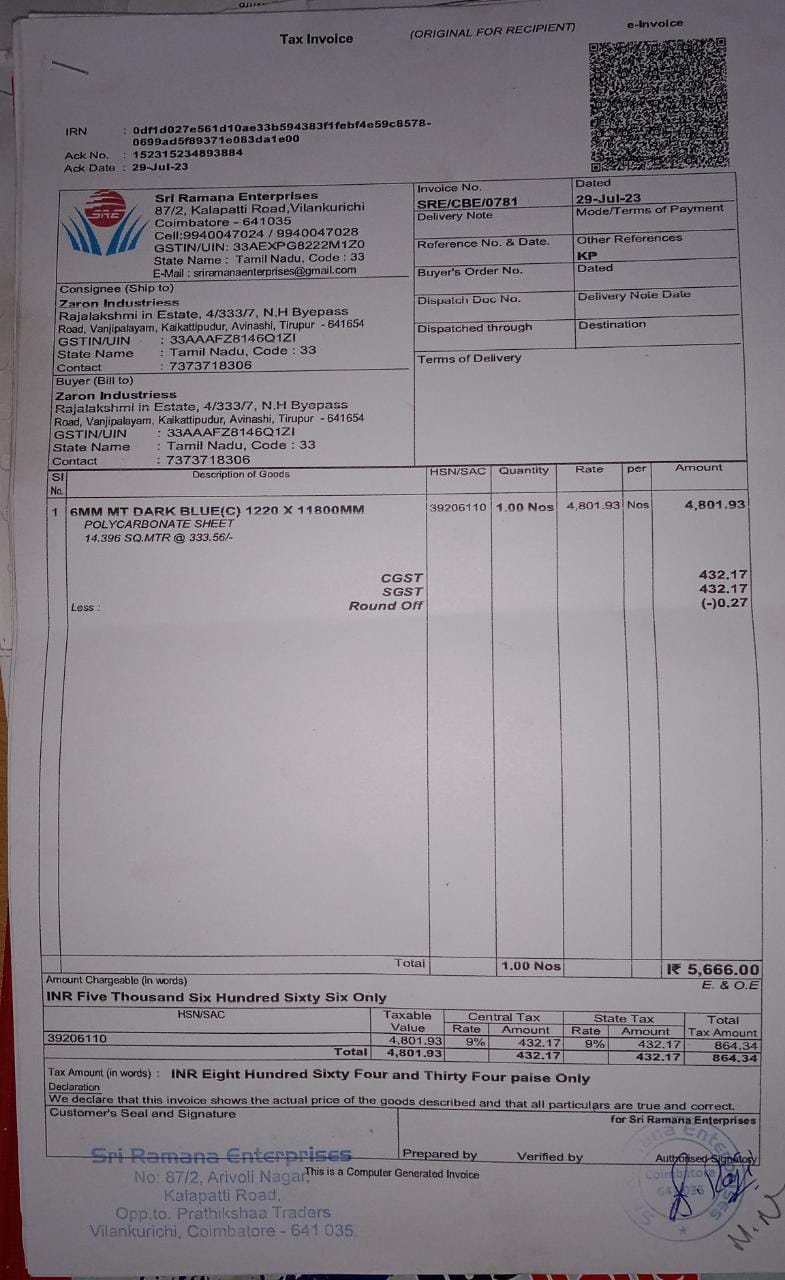 Tax Invoice
(ORIGINAL FOR RECIPIENT)
e-Invoice
IRN : 0df1d027e561d10ae33b594383f1febf4e59c8578-
0699ad5f89371e083da1e00
Ack No. : 152315234893884
Ack Date : 29-Jul-23
SRE
Sri Ramana Enterprises
87/2, Kalapatti Road,Vilankurichi
Coimbatore - 641035
Cell:9940047024 / 9940047028
GSTIN/UIN: 33AEXPG8222M1Z0
State Name : Tamil Nadu, Code : 33
E-Mail : sriramanaenterprises@gmail.com
Invoice No.
SRE/CBE/0781
Dated
29-Jul-23
Delivery Note
Mode/Terms of Payment
Reference No. & Date.
Other References
KP
Buyer's Order No.
Dated
Dispatch Doc No.
Delivery Note Date
Dispatched through
Destination
Terms of Delivery
Consignee (Ship to)
Zaron Industriess
Rajalakshmi in Estate, 4/333/7, N.H Byepass
Road, Vanjipalayam, Kaikattipudur, Avinashi, Tirupur - 641654
GSTIN/UIN : 33AAAFZ8146Q1ZI
State Name : Tamil Nadu, Code : 33
Contact : 7373718306
Buyer (Bill to)
Zaron Industriess
Rajalakshmi in Estate, 4/333/7, N.H Byepass
Road, Vanjipalayam, Kaikattipudur, Avinashi, Tirupur - 641654
GSTIN/UIN : 33AAAFZ8146Q1ZI
State Name : Tamil Nadu, Code : 33
Contact : 7373718306
Sl No. Description of Goods HSN/SAC Quantity Rate per Amount
1 6MM MT DARK BLUE(C) 1220 X 11800MM 39206110 1.00 Nos 4,801.93 Nos 4,801.93
POLYCARBONATE SHEET
14.396 SQ.MTR @ 333.56/-
CGST 432.17
SGST 432.17
Less : Round Off (-)0.27
Total 1.00 Nos I₹ 5,666.00
Amount Chargeable (in words) E. & O.E
INR Five Thousand Six Hundred Sixty Six Only
HSN/SAC Taxable Value Central Tax State Tax Total Tax Amount
Rate Amount Rate Amount
39206110 4,801.93 9% 432.17 9% 432.17 864.34
Total 4,801.93 432.17 432.17 864.34
Tax Amount (in words) : INR Eight Hundred Sixty Four and Thirty Four paise Only
Declaration
We declare that this invoice shows the actual price of the goods described and that all particulars are true and correct.
Customer's Seal and Signature
for Sri Ramana Enterprises
Prepared by Verified by Authorised Signatory
This is a Computer Generated Invoice
Sri Ramana Enterprises
No: 87/2, Arivoli Nagar,
Kalapatti Road,
Opp.to. Prathikshaa Traders
Vilankurichi, Coimbatore - 641 035.